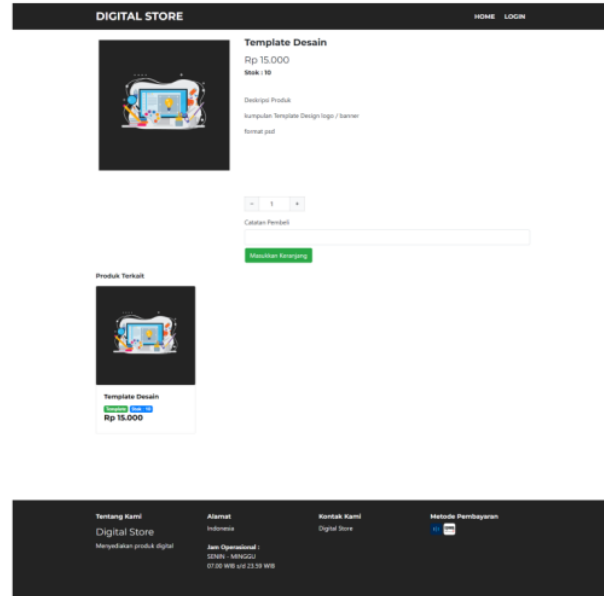 DIGITAL STORE
HOME LOGIN
Template Desain
Rp 15.000
Stok : 10
Deskripsi Produk
kumpulan Template Design logo / banner
format psd
- 1 +
Catatan Pembeli
Masukkan Keranjang
Produk Terkait
Template Desain
Template Stok : 10
Rp 15.000
Tentang Kami
Digital Store
Menyediakan produk digital
Alamat
Indonesia
Jam Operasional :
SENIN - MINGGU
07.00 WIB s/d 23.59 WIB
Kontak Kami
Digital Store
Metode Pembayaran